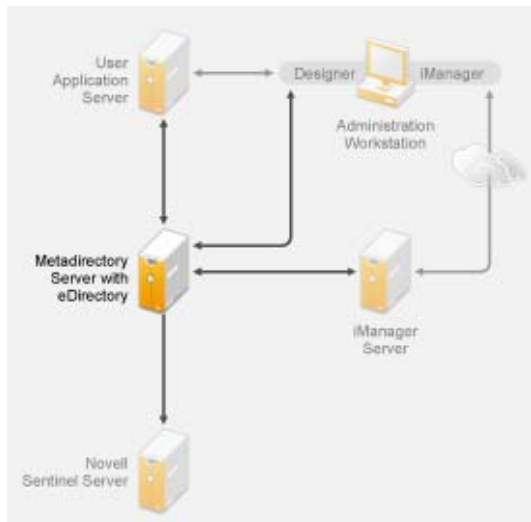 User
Application
Server
Designer
iManager
Administration
Workstation
Metadirectory
Server with
eDirectory
iManager
Server
Novell
Sentinel Server